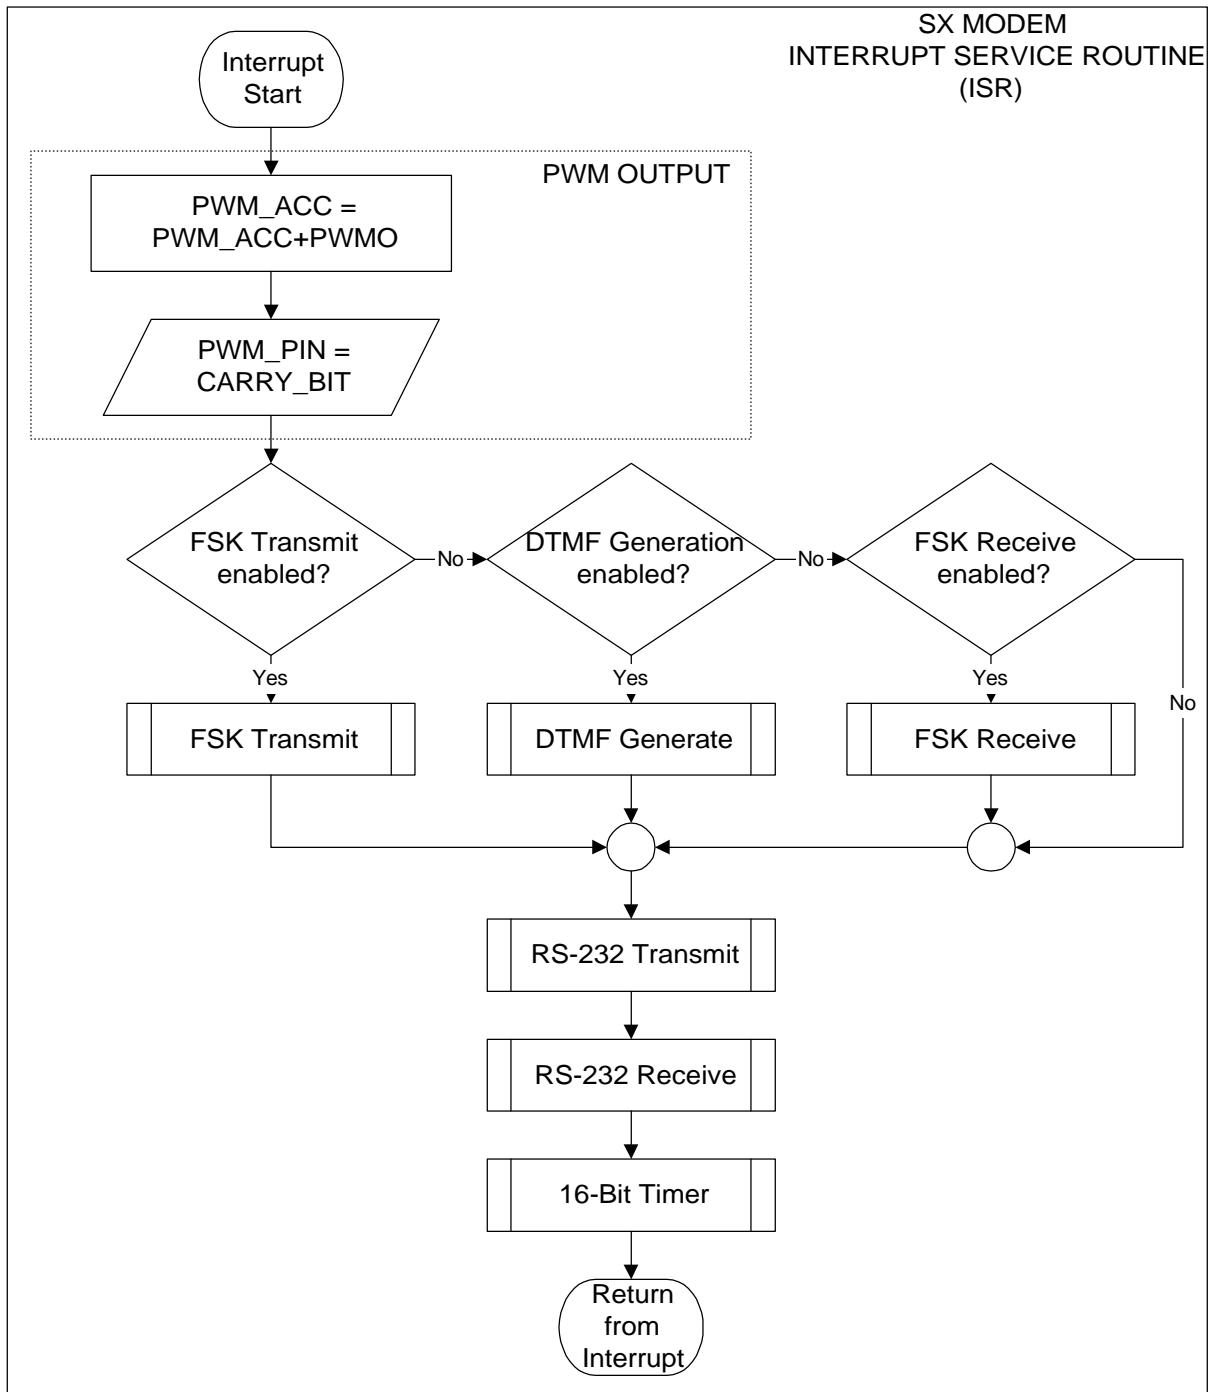 SX MODEM
INTERRUPT SERVICE ROUTINE
(ISR)
Interrupt
Start
PWM OUTPUT
PWM_ACC =
PWM_ACC+PWMO
PWM_PIN =
CARRY_BIT
FSK Transmit
enabled?
No
DTMF Generation
enabled?
No
FSK Receive
enabled?
Yes
Yes
Yes
No
FSK Transmit
DTMF Generate
FSK Receive
RS-232 Transmit
RS-232 Receive
16-Bit Timer
Return
from
Interrupt